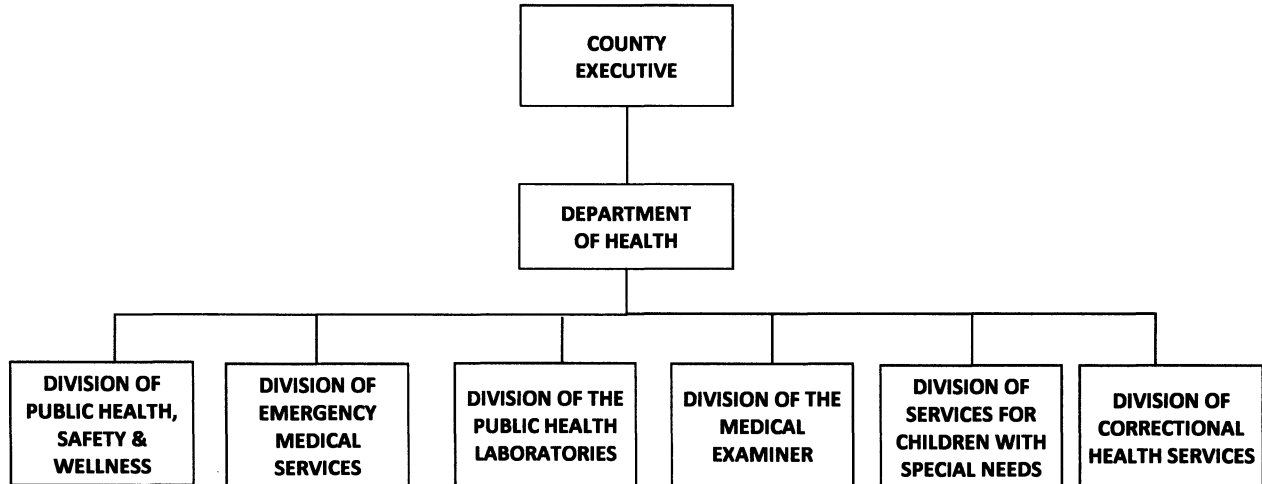 COUNTY
EXECUTIVE
DEPARTMENT
OF HEALTH
DIVISION OF
PUBLIC HEALTH,
SAFETY &
WELLNESS
DIVISION OF
EMERGENCY
MEDICAL
SERVICES
DIVISION OF THE
PUBLIC HEALTH
LABORATORIES
DIVISION OF THE
MEDICAL
EXAMINER
DIVISION OF
SERVICES FOR
CHILDREN WITH
SPECIAL NEEDS
DIVISION OF
CORRECTIONAL
HEALTH SERVICES